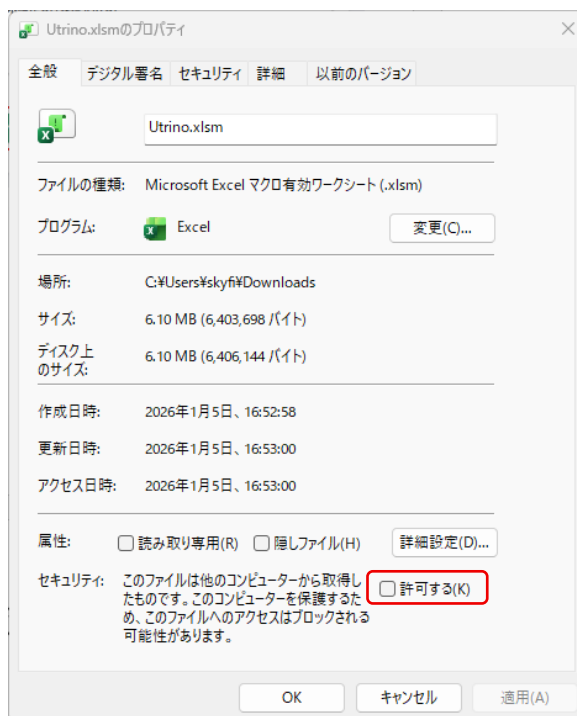 Utrino.xlsmのプロパティ
全般 デジタル署名 セキュリティ 詳細 以前のバージョン
Utrino.xlsm
ファイルの種類: Microsoft Excel マクロ有効ワークシート (.xlsm)
プログラム: Excel 変更(C)...
場所: C:¥Users¥skyfi¥Downloads
サイズ: 6.10 MB (6,403,698 バイト)
ディスク上
のサイズ: 6.10 MB (6,406,144 バイト)
作成日時: 2026年1月5日、16:52:58
更新日時: 2026年1月5日、16:53:00
アクセス日時: 2026年1月5日、16:53:00
属性: 読み取り専用(R) 隠しファイル(H) 詳細設定(D)...
セキュリティ: このファイルは他のコンピューターから取得し
たものです。このコンピューターを保護するた
め、このファイルへのアクセスはブロックされる
可能性があります。
許可する(K)
OK キャンセル 適用(A)